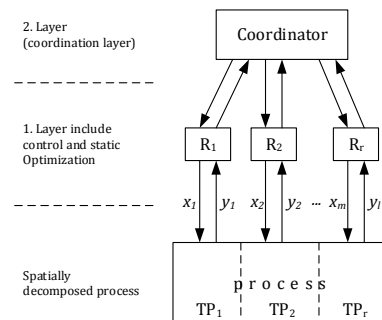 2. Layer
(coordination layer)
Coordinator
1. Layer include
control and static
Optimization
R1 R2 Rr
x1 y1 x2 y2 ... xm yl
Spatially
decomposed process
process
TP1 TP2 TPr